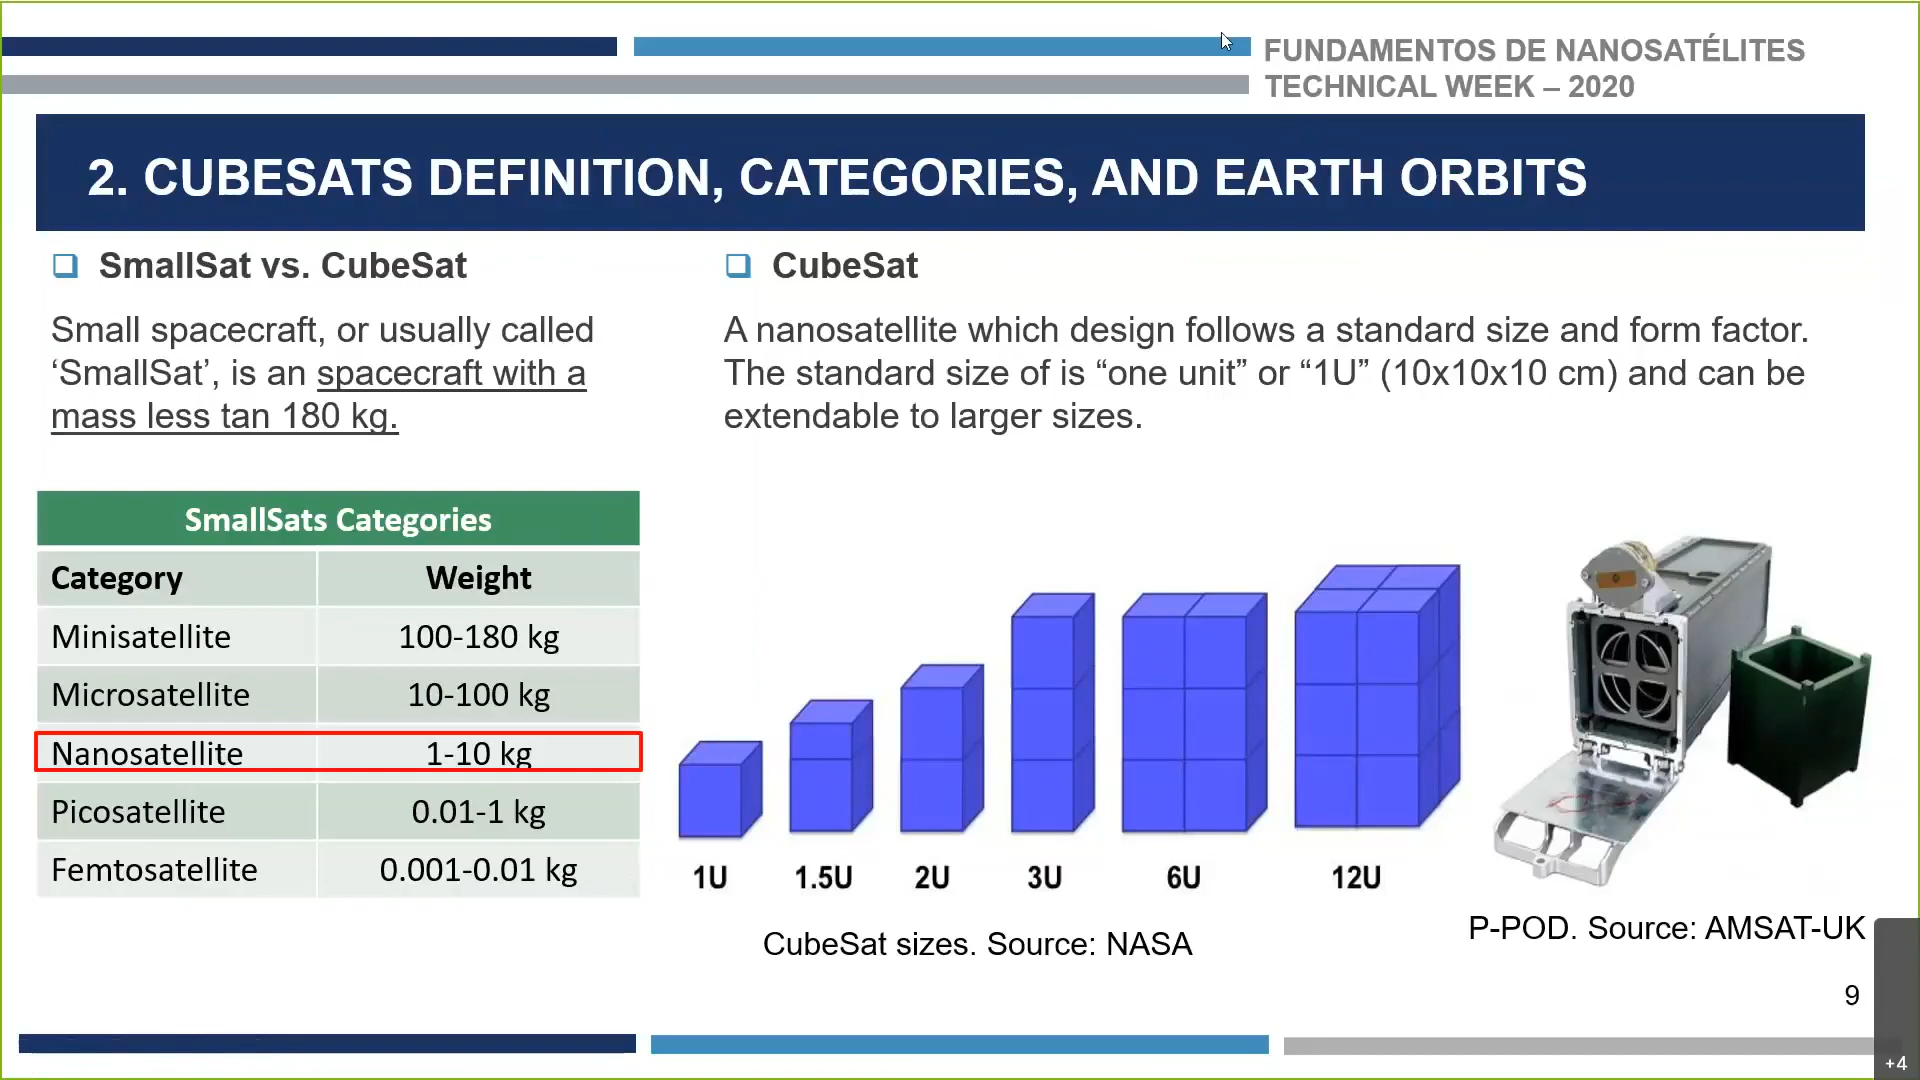 FUNDAMENTOS DE NANOSATÉLITES
TECHNICAL WEEK – 2020
2. CUBESATS DEFINITION, CATEGORIES, AND EARTH ORBITS
SmallSat vs. CubeSat
Small spacecraft, or usually called
‘SmallSat’, is an spacecraft with a
mass less tan 180 kg.
CubeSat
A nanosatellite which design follows a standard size and form factor.
The standard size of is “one unit” or “1U” (10x10x10 cm) and can be
extendable to larger sizes.
SmallSats Categories
Category Weight
Minisatellite 100-180 kg
Microsatellite 10-100 kg
Nanosatellite 1-10 kg
Picosatellite 0.01-1 kg
Femtosatellite 0.001-0.01 kg
1U 1.5U 2U 3U 6U 12U
CubeSat sizes. Source: NASA
P-POD. Source: AMSAT-UK
9
+4